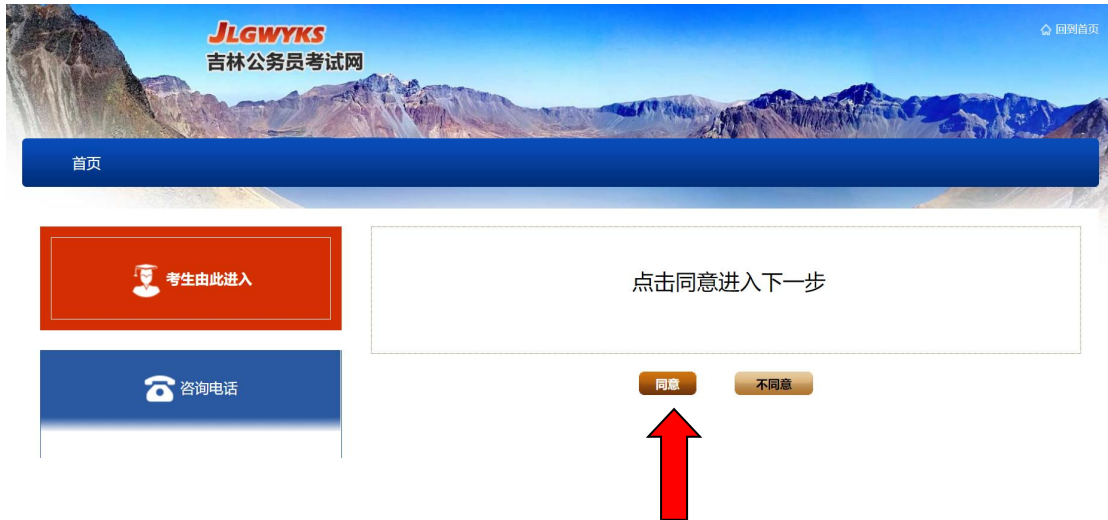 JLGWYKS
吉林公务员考试网
回到首页
首页
考生由此进入
点击同意进入下一步
咨询电话
同意
不同意